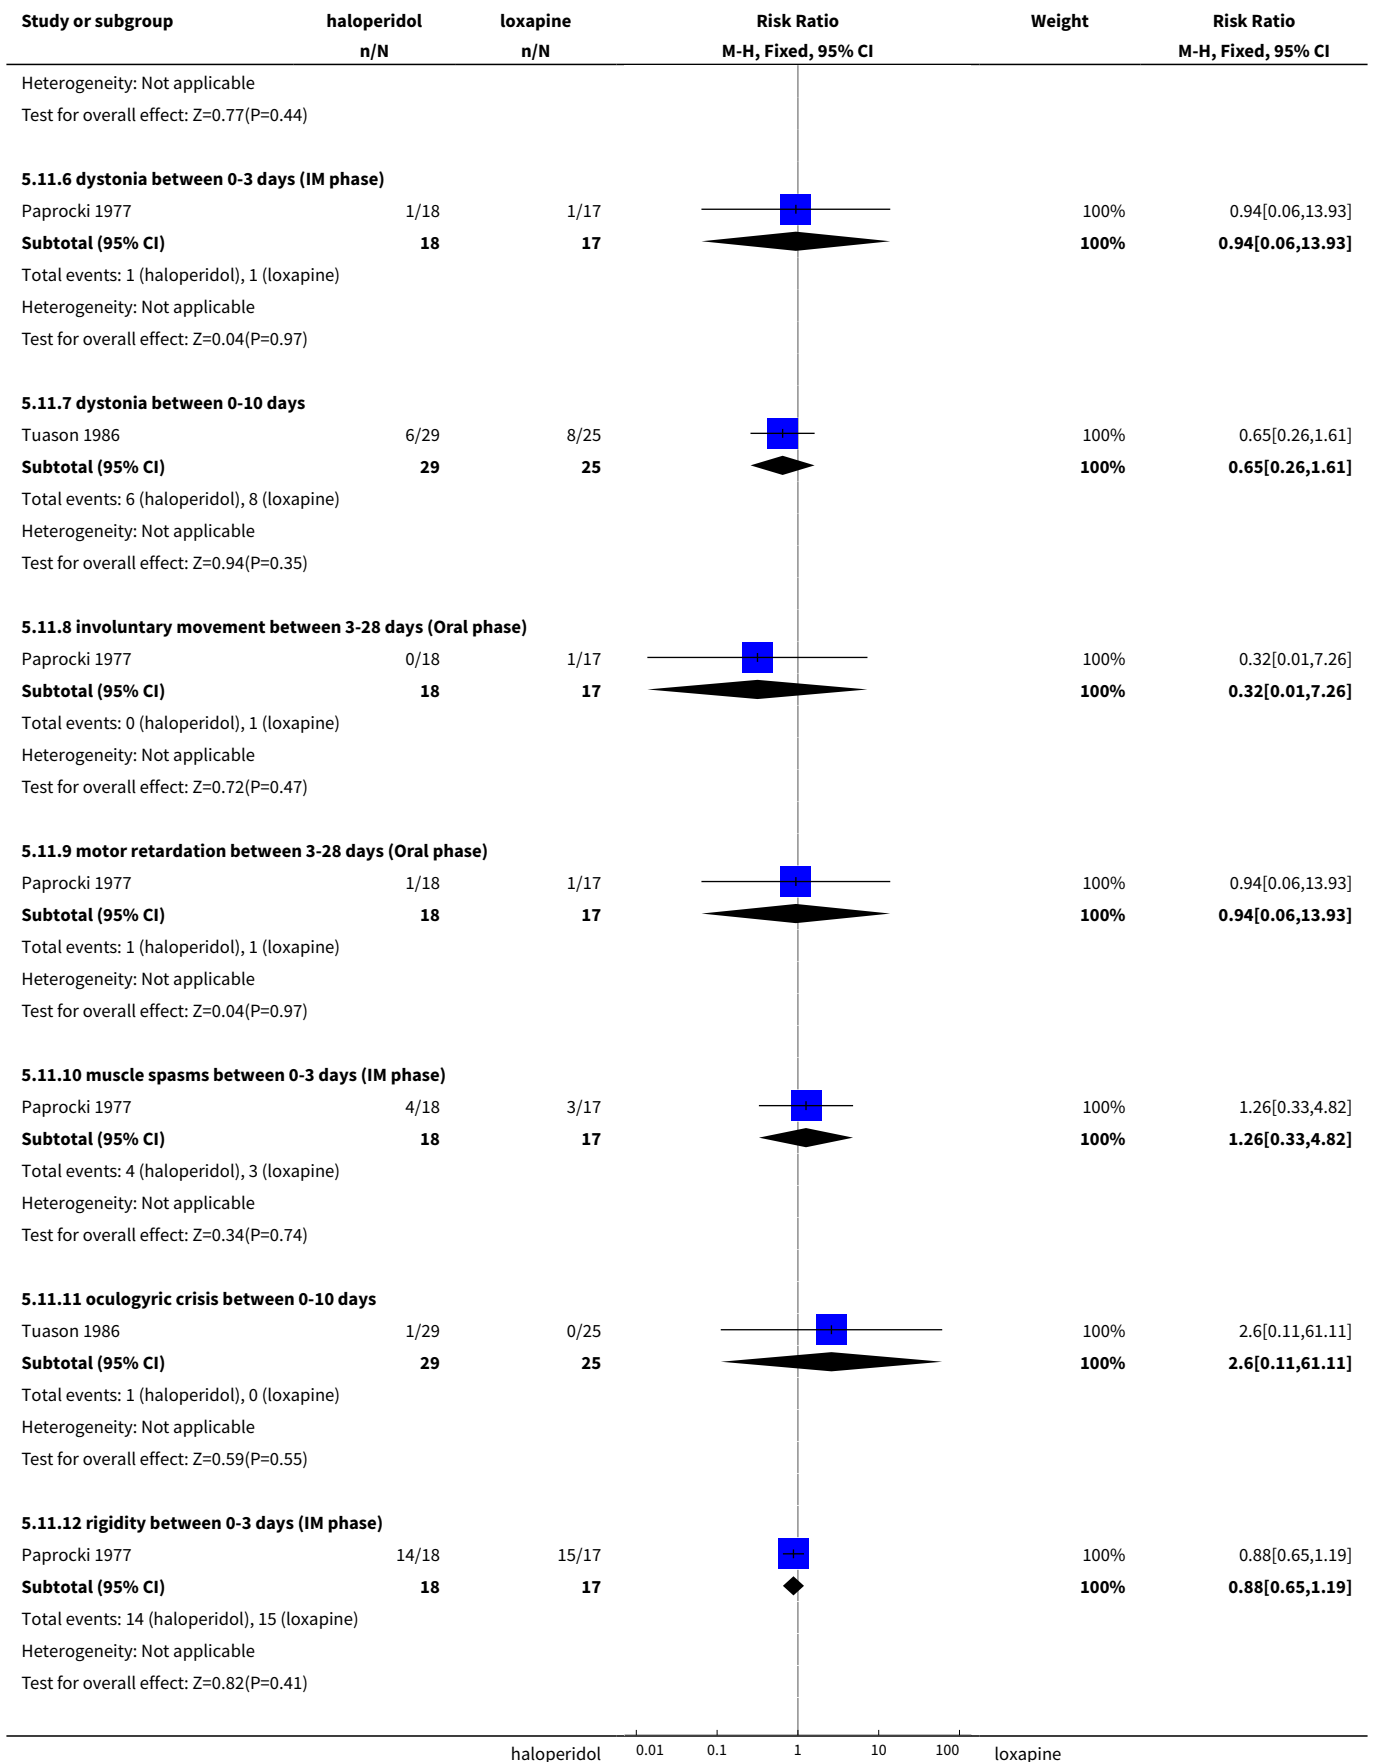 Study or subgroup haloperidol loxapine Risk Ratio Weight Risk Ratio
n/N n/N M-H, Fixed, 95% CI M-H, Fixed, 95% CI
Heterogeneity: Not applicable
Test for overall effect: Z=0.77(P=0.44)
5.11.6 dystonia between 0-3 days (IM phase)
Paprocki 1977 1/18 1/17 100% 0.94[0.06,13.93]
Subtotal (95% CI) 18 17 100% 0.94[0.06,13.93]
Total events: 1 (haloperidol), 1 (loxapine)
Heterogeneity: Not applicable
Test for overall effect: Z=0.04(P=0.97)
5.11.7 dystonia between 0-10 days
Tuason 1986 6/29 8/25 100% 0.65[0.26,1.61]
Subtotal (95% CI) 29 25 100% 0.65[0.26,1.61]
Total events: 6 (haloperidol), 8 (loxapine)
Heterogeneity: Not applicable
Test for overall effect: Z=0.94(P=0.35)
5.11.8 involuntary movement between 3-28 days (Oral phase)
Paprocki 1977 0/18 1/17 100% 0.32[0.01,7.26]
Subtotal (95% CI) 18 17 100% 0.32[0.01,7.26]
Total events: 0 (haloperidol), 1 (loxapine)
Heterogeneity: Not applicable
Test for overall effect: Z=0.72(P=0.47)
5.11.9 motor retardation between 3-28 days (Oral phase)
Paprocki 1977 1/18 1/17 100% 0.94[0.06,13.93]
Subtotal (95% CI) 18 17 100% 0.94[0.06,13.93]
Total events: 1 (haloperidol), 1 (loxapine)
Heterogeneity: Not applicable
Test for overall effect: Z=0.04(P=0.97)
5.11.10 muscle spasms between 0-3 days (IM phase)
Paprocki 1977 4/18 3/17 100% 1.26[0.33,4.82]
Subtotal (95% CI) 18 17 100% 1.26[0.33,4.82]
Total events: 4 (haloperidol), 3 (loxapine)
Heterogeneity: Not applicable
Test for overall effect: Z=0.34(P=0.74)
5.11.11 oculogyric crisis between 0-10 days
Tuason 1986 1/29 0/25 100% 2.6[0.11,61.11]
Subtotal (95% CI) 29 25 100% 2.6[0.11,61.11]
Total events: 1 (haloperidol), 0 (loxapine)
Heterogeneity: Not applicable
Test for overall effect: Z=0.59(P=0.55)
5.11.12 rigidity between 0-3 days (IM phase)
Paprocki 1977 14/18 15/17 100% 0.88[0.65,1.19]
Subtotal (95% CI) 18 17 100% 0.88[0.65,1.19]
Total events: 14 (haloperidol), 15 (loxapine)
Heterogeneity: Not applicable
Test for overall effect: Z=0.82(P=0.41)
haloperidol 0.01 0.1 1 10 100 loxapine